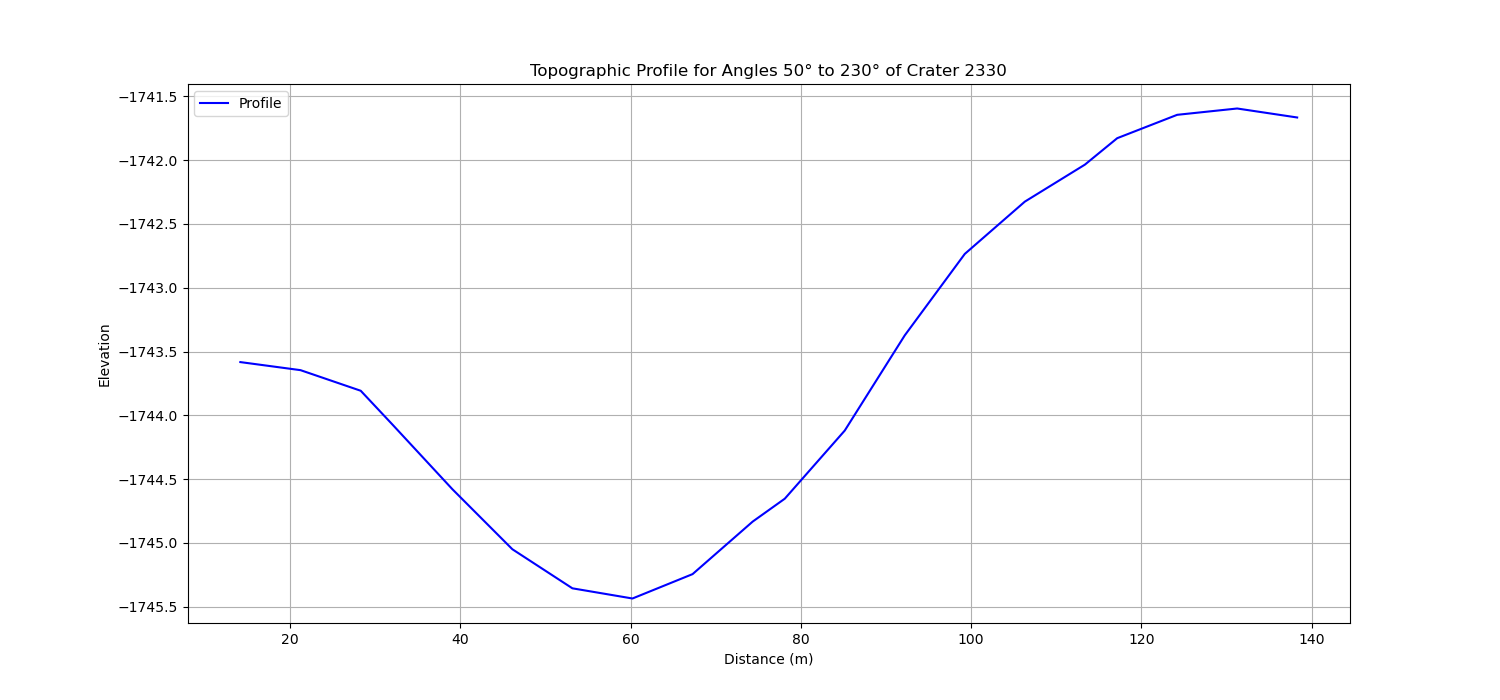 Topographic Profile for Angles 50° to 230° of Crater 2330
Profile
−1741.5
−1742.0
−1742.5
−1743.0
−1743.5
−1744.0
−1744.5
−1745.0
−1745.5
Elevation
20 40 60 80 100 120 140
Distance (m)